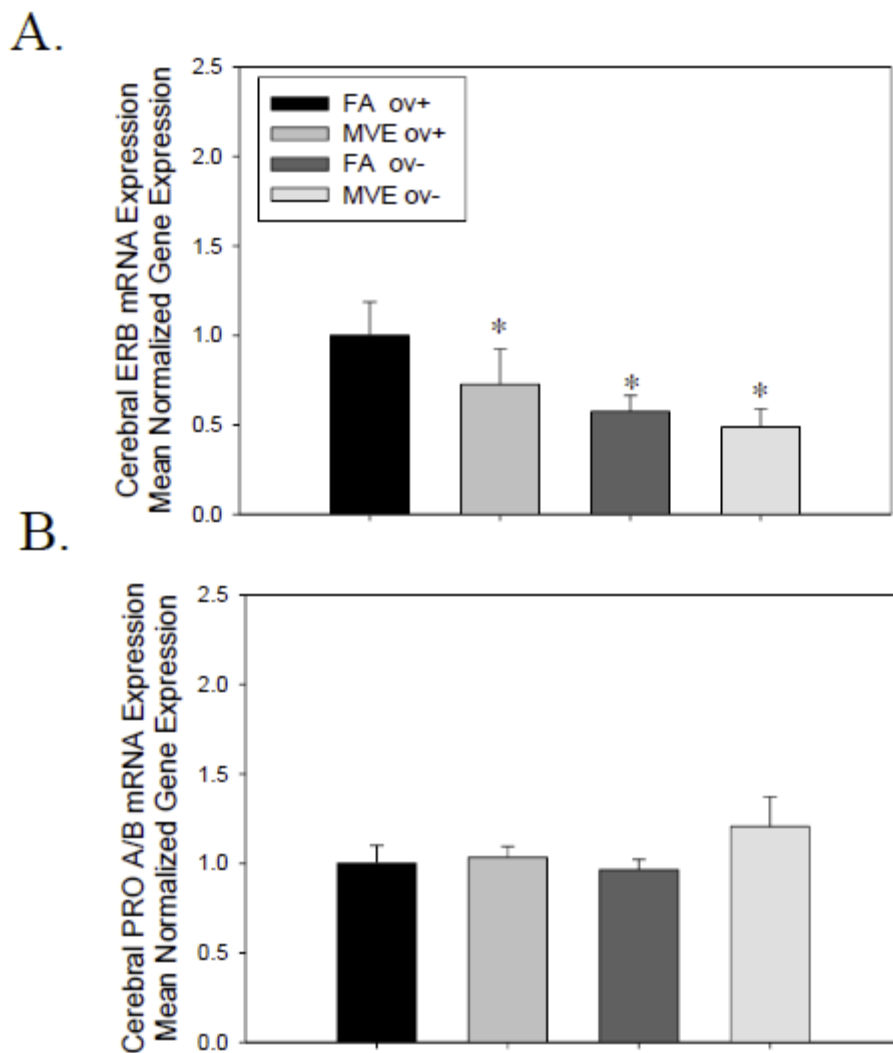 A.
Cerebral ERB mRNA Expression
Mean Normalized Gene Expression
2.5
2.0
1.5
1.0
0.5
0.0
FA ov+
MVE ov+
FA ov-
MVE ov-
*
*
*
B.
Cerebral PRO A/B mRNA Expression
Mean Normalized Gene Expression
2.5
2.0
1.5
1.0
0.5
0.0